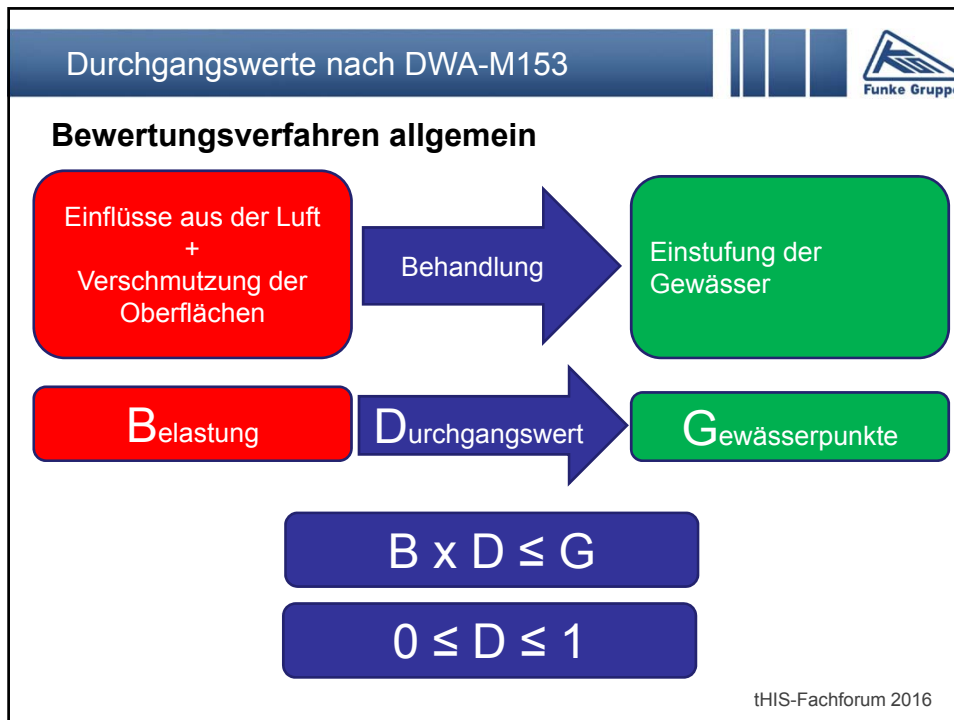 Durchgangswerte nach DWA-M153
Funke Gruppe
Bewertungsverfahren allgemein
Einflüsse aus der Luft
+
Verschmutzung der
Oberflächen
Behandlung
Einstufung der
Gewässer
Belastung
Durchgangswert
Gewässerpunkte
B x D ≤ G
0 ≤ D ≤ 1
tHIS-Fachforum 2016